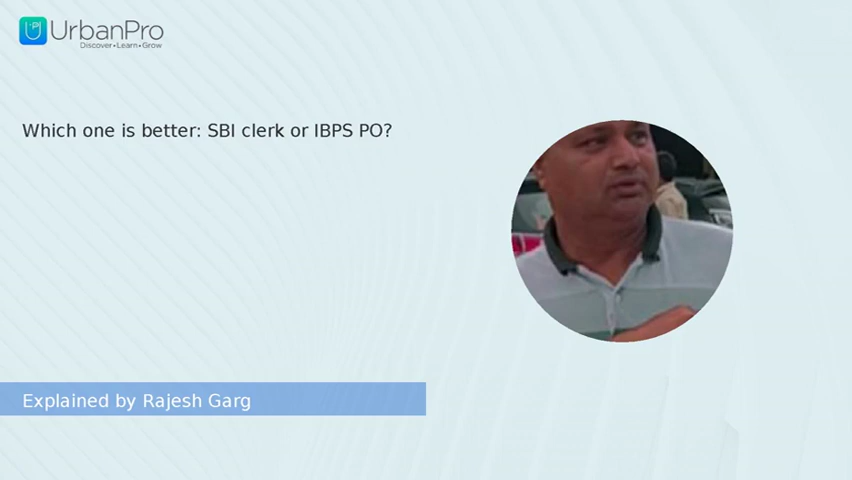 UrbanPro
Discover•Learn•Grow
Which one is better: SBI clerk or IBPS PO?
Explained by Rajesh Garg